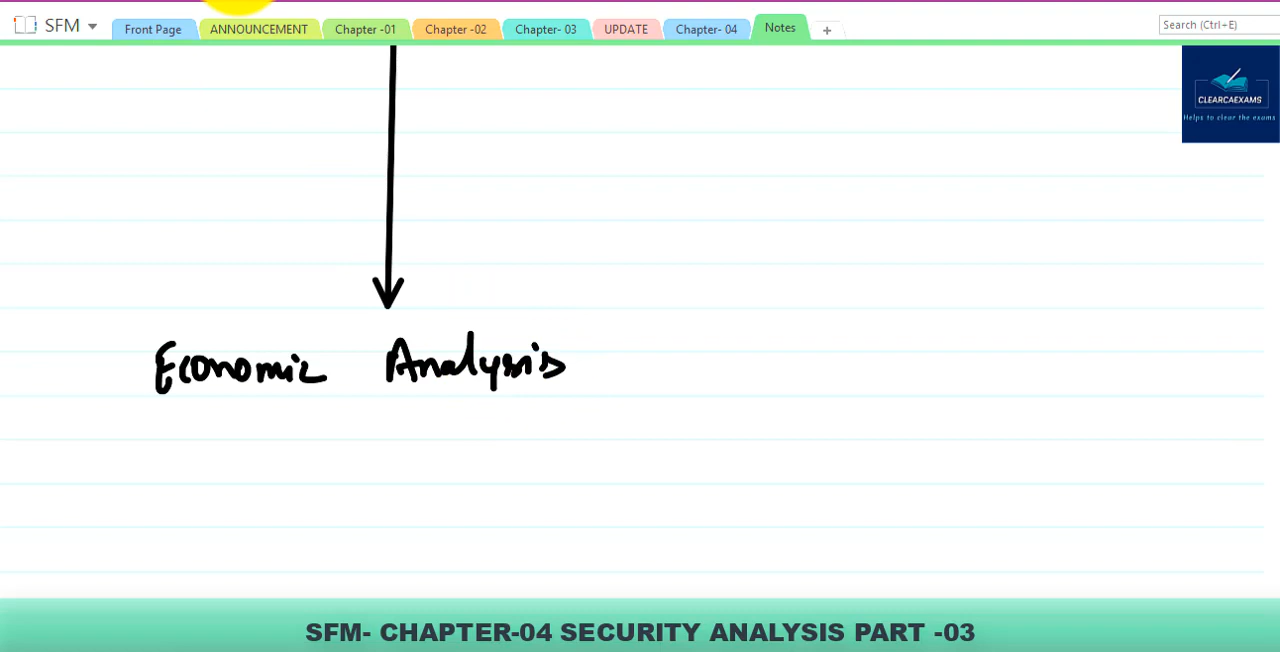 SFM
Front Page ANNOUNCEMENT Chapter -01 Chapter -02 Chapter- 03 UPDATE Chapter- 04 Notes +
Search (Ctrl+E)
CLEARCAEXAMS
Helps to clear the exams
Economic Analysis
SFM- CHAPTER-04 SECURITY ANALYSIS PART -03